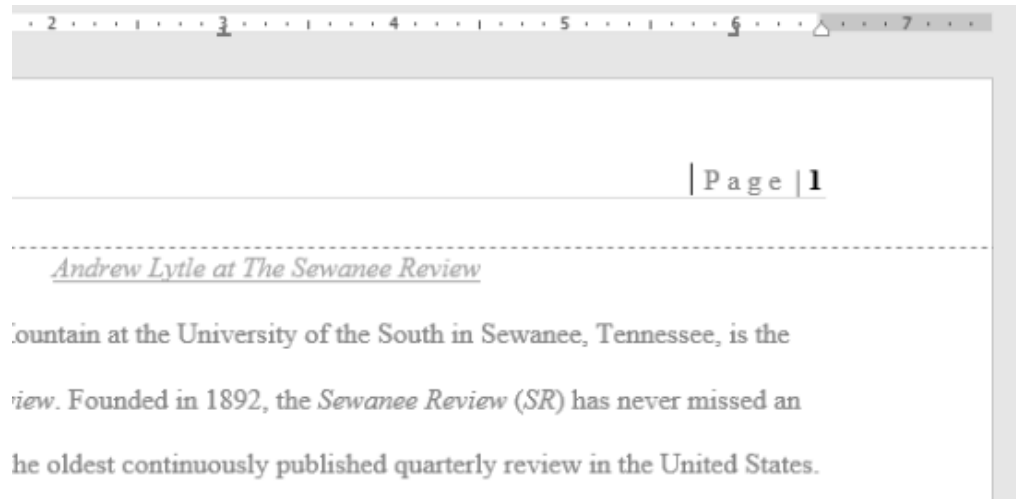 2 3 4 5 6 7
Page | 1
Andrew Lytle at The Sewanee Review
ountain at the University of the South in Sewanee, Tennessee, is the
view. Founded in 1892, the Sewanee Review (SR) has never missed an
he oldest continuously published quarterly review in the United States.